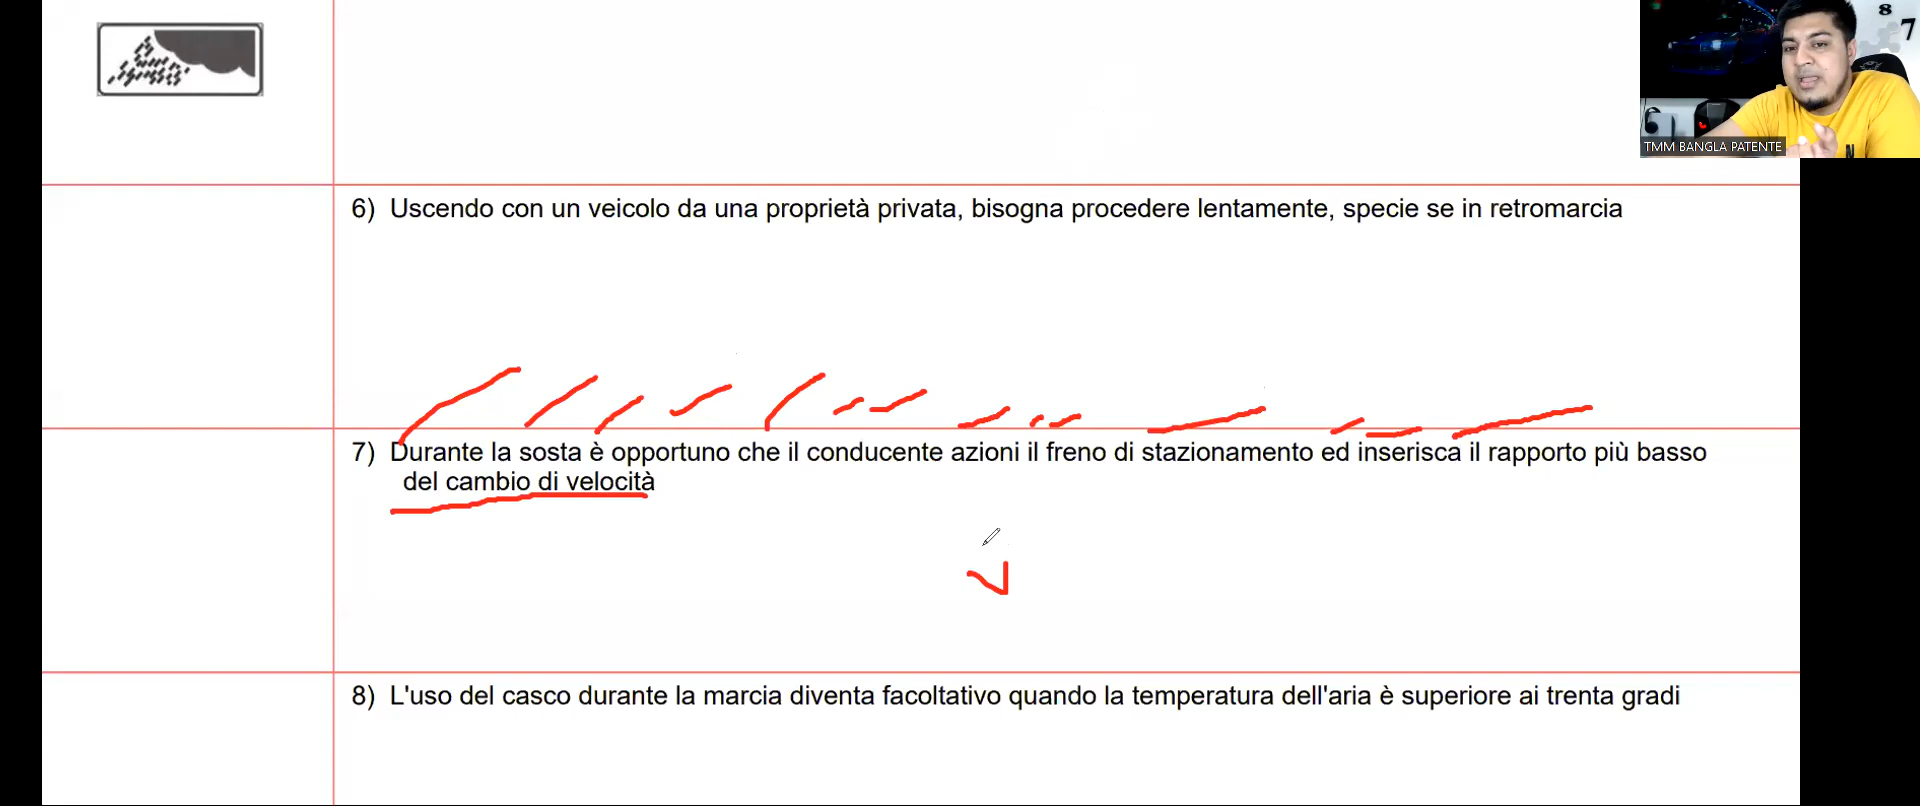 8
7
6
TMM BANGLA PATENTE
6) Uscendo con un veicolo da una proprietà privata, bisogna procedere lentamente, specie se in retromarcia
7) Durante la sosta è opportuno che il conducente azioni il freno di stazionamento ed inserisca il rapporto più basso
del cambio di velocità
V
8) L'uso del casco durante la marcia diventa facoltativo quando la temperatura dell'aria è superiore ai trenta gradi